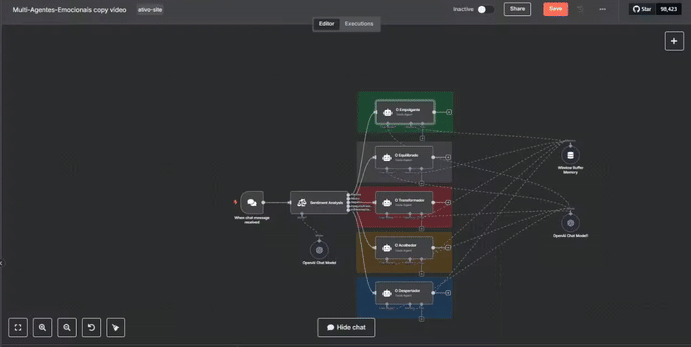 Multi-Agentes-Emocionais copy video
ativo-site
Inactive
Share
Save
Star
98,423
Editor
Executions
O Empolgante
Tools Agent
O Equilibrado
Tools Agent
Window Buffer
Memory
When chat message
received
Sentiment Analysis
O Transformador
Tools Agent
OpenAI Chat Model1
OpenAI Chat Model
O Acolhedor
Tools Agent
O Despertador
Tools Agent
Hide chat